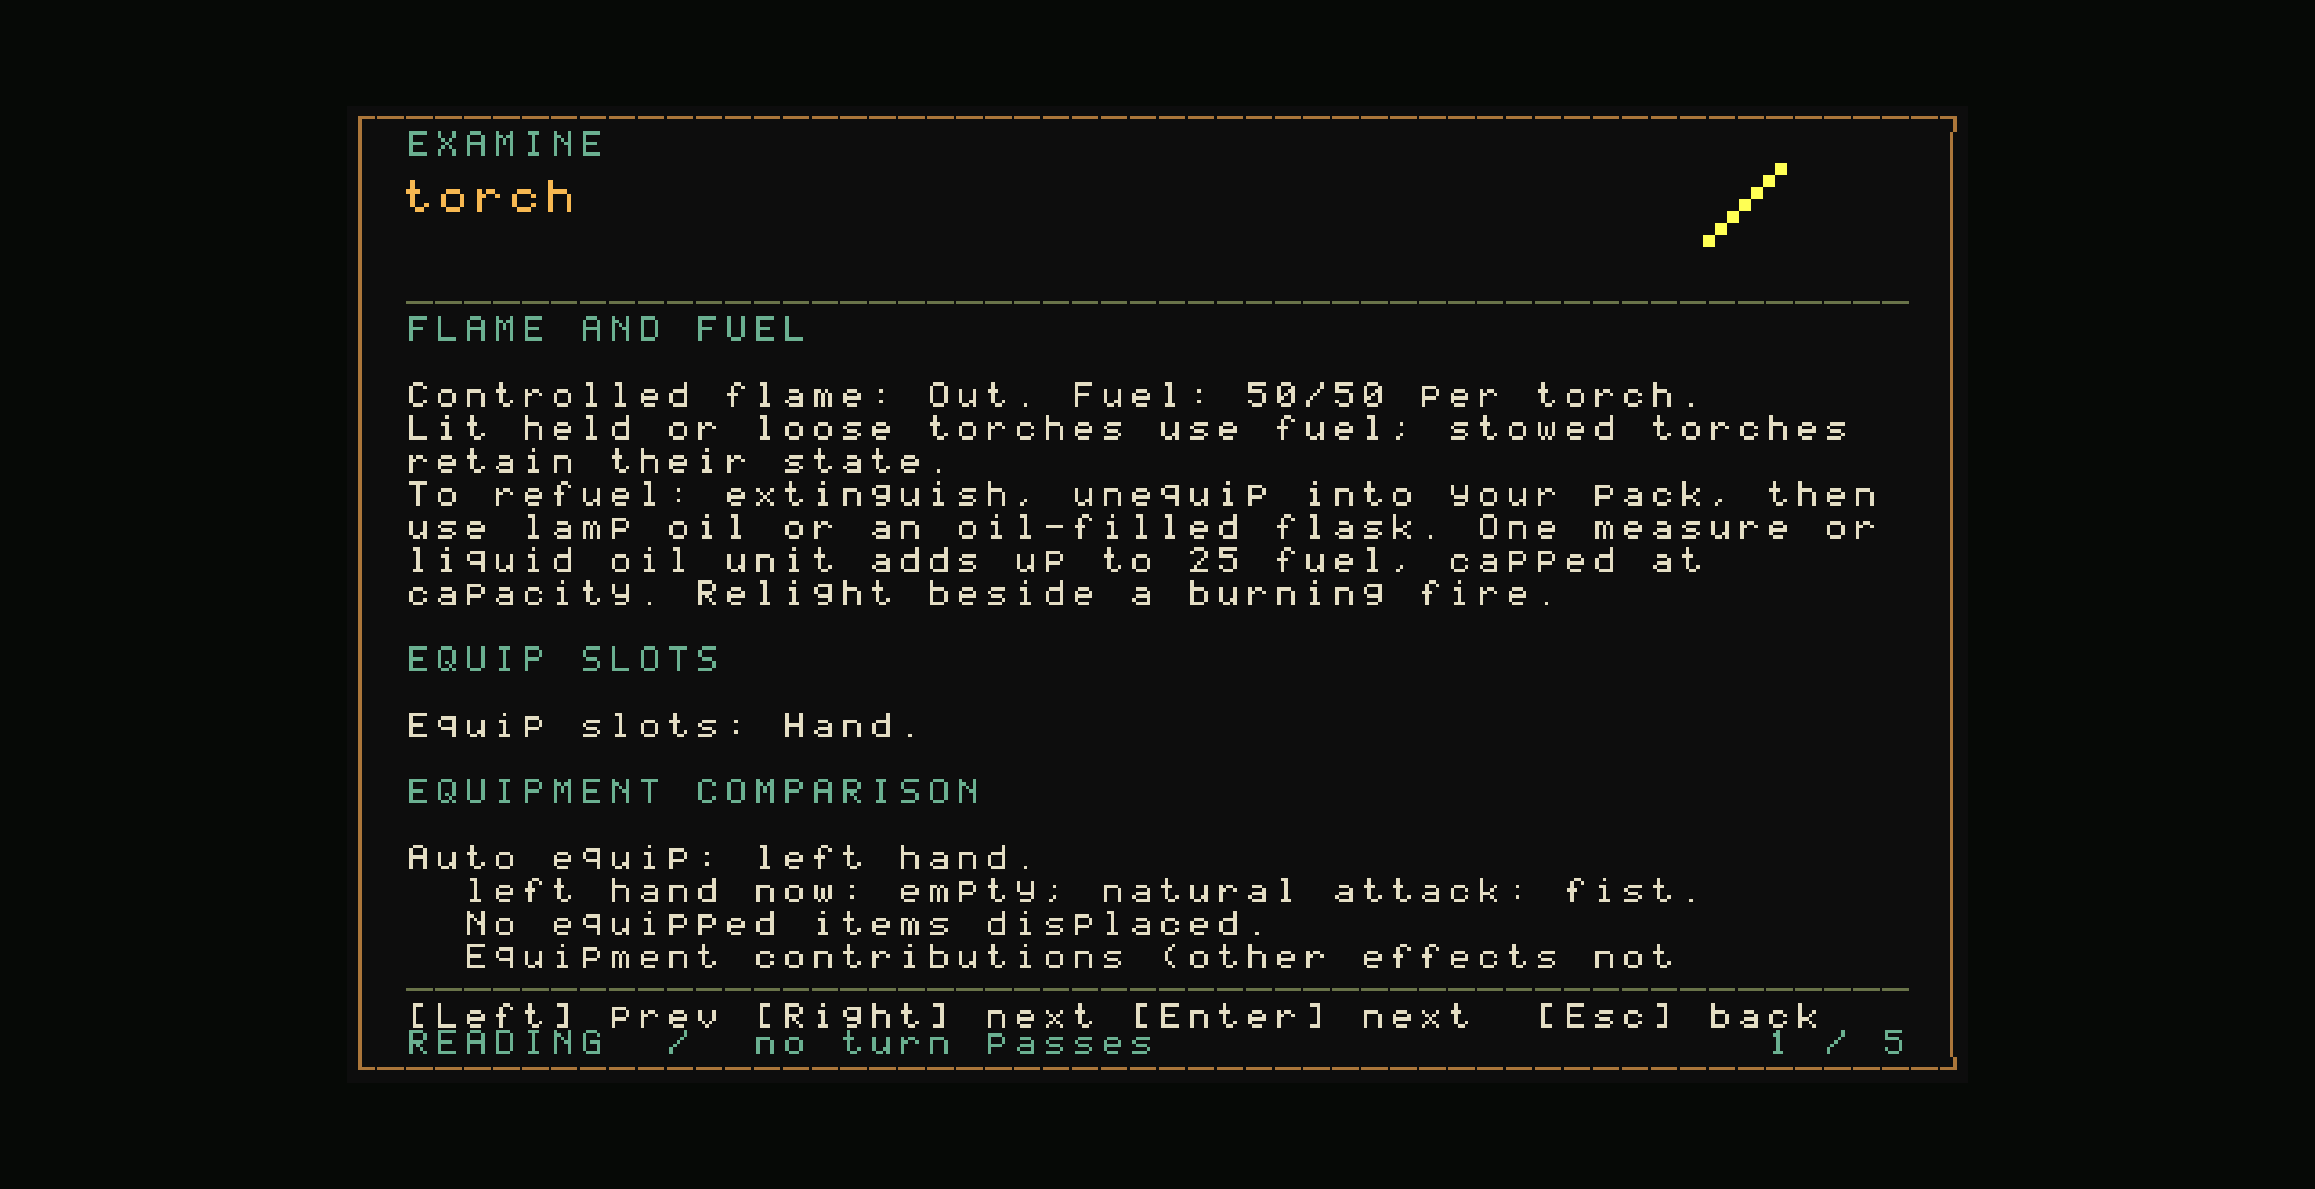 EXAMINE
torch
FLAME AND FUEL
Controlled flame: Out. Fuel: 50/50 per torch.
Lit held or loose torches use fuel; stowed torches
retain their state.
To refuel: extinguish, unequip into your pack, then
use lamp oil or an oil-filled flask. One measure or
liquid oil unit adds up to 25 fuel, capped at
capacity. Relight beside a burning fire.
EQUIP SLOTS
Equip slots: Hand.
EQUIPMENT COMPARISON
Auto equip: left hand.
left hand now: empty; natural attack: fist.
No equipped items displaced.
Equipment contributions (other effects not
[Left] prev [Right] next [Enter] next [Esc] back
READING / no turn passes 1 / 5